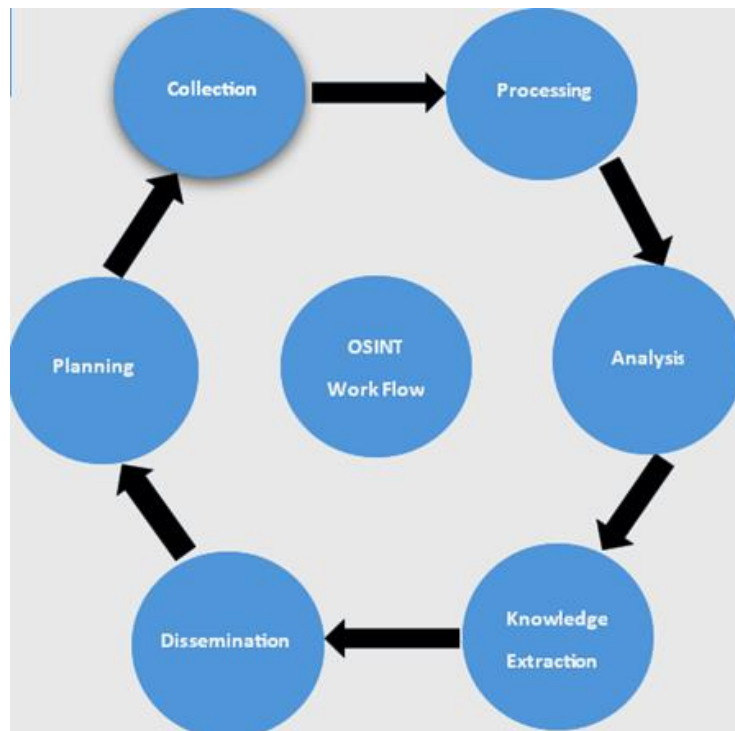 Collection
Processing
Planning
OSINT
Work Flow
Analysis
Dissemination
Knowledge
Extraction